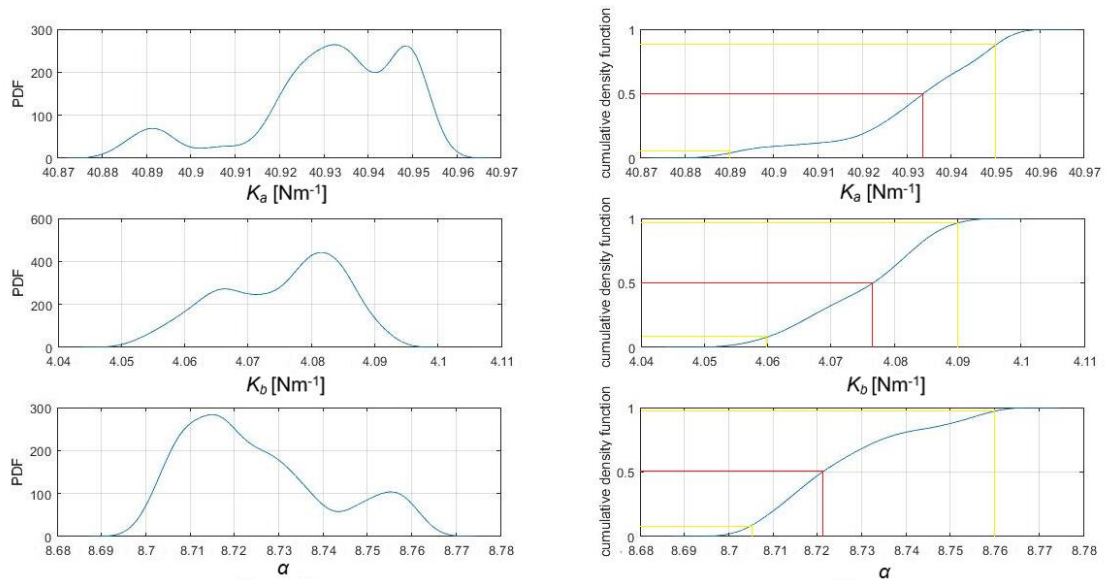 300
200
100
0
PDF
40.87 40.88 40.89 40.9 40.91 40.92 40.93 40.94 40.95 40.96 40.97
Kₐ [Nm⁻¹]
1
0.5
0
cumulative density function
40.87 40.88 40.89 40.9 40.91 40.92 40.93 40.94 40.95 40.96 40.97
Kₐ [Nm⁻¹]
600
400
200
0
PDF
4.04 4.05 4.06 4.07 4.08 4.09 4.1 4.11
K_b [Nm⁻¹]
1
0.5
0
cumulative density function
4.04 4.05 4.06 4.07 4.08 4.09 4.1 4.11
K_b [Nm⁻¹]
300
200
100
0
PDF
8.68 8.69 8.7 8.71 8.72 8.73 8.74 8.75 8.76 8.77 8.78
α
1
0.5
0
cumulative density function
8.68 8.69 8.7 8.71 8.72 8.73 8.74 8.75 8.76 8.77 8.78
α